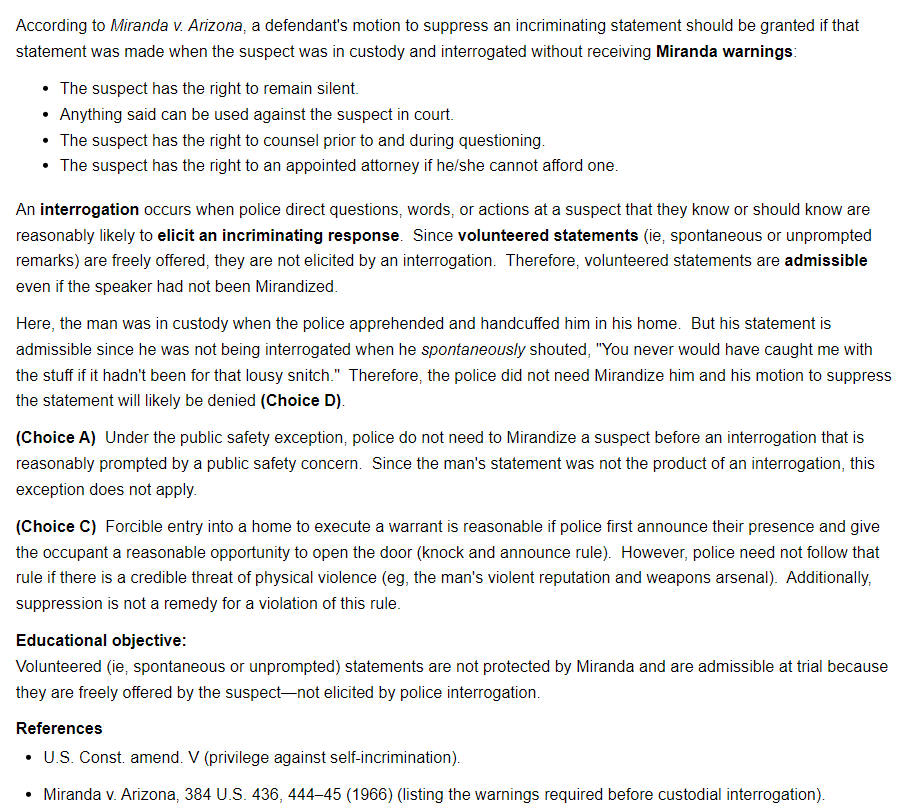 According to Miranda v. Arizona, a defendant's motion to suppress an incriminating statement should be granted if that
statement was made when the suspect was in custody and interrogated without receiving Miranda warnings:
• The suspect has the right to remain silent.
• Anything said can be used against the suspect in court.
• The suspect has the right to counsel prior to and during questioning.
• The suspect has the right to an appointed attorney if he/she cannot afford one.
An interrogation occurs when police direct questions, words, or actions at a suspect that they know or should know are
reasonably likely to elicit an incriminating response. Since volunteered statements (ie, spontaneous or unprompted
remarks) are freely offered, they are not elicited by an interrogation. Therefore, volunteered statements are admissible
even if the speaker had not been Mirandized.
Here, the man was in custody when the police apprehended and handcuffed him in his home. But his statement is
admissible since he was not being interrogated when he spontaneously shouted, "You never would have caught me with
the stuff if it hadn't been for that lousy snitch." Therefore, the police did not need Mirandize him and his motion to suppress
the statement will likely be denied (Choice D).
(Choice A) Under the public safety exception, police do not need to Mirandize a suspect before an interrogation that is
reasonably prompted by a public safety concern. Since the man's statement was not the product of an interrogation, this
exception does not apply.
(Choice C) Forcible entry into a home to execute a warrant is reasonable if police first announce their presence and give
the occupant a reasonable opportunity to open the door (knock and announce rule). However, police need not follow that
rule if there is a credible threat of physical violence (eg, the man's violent reputation and weapons arsenal). Additionally,
suppression is not a remedy for a violation of this rule.
Educational objective:
Volunteered (ie, spontaneous or unprompted) statements are not protected by Miranda and are admissible at trial because
they are freely offered by the suspect—not elicited by police interrogation.
References
• U.S. Const. amend. V (privilege against self-incrimination).
• Miranda v. Arizona, 384 U.S. 436, 444–45 (1966) (listing the warnings required before custodial interrogation).